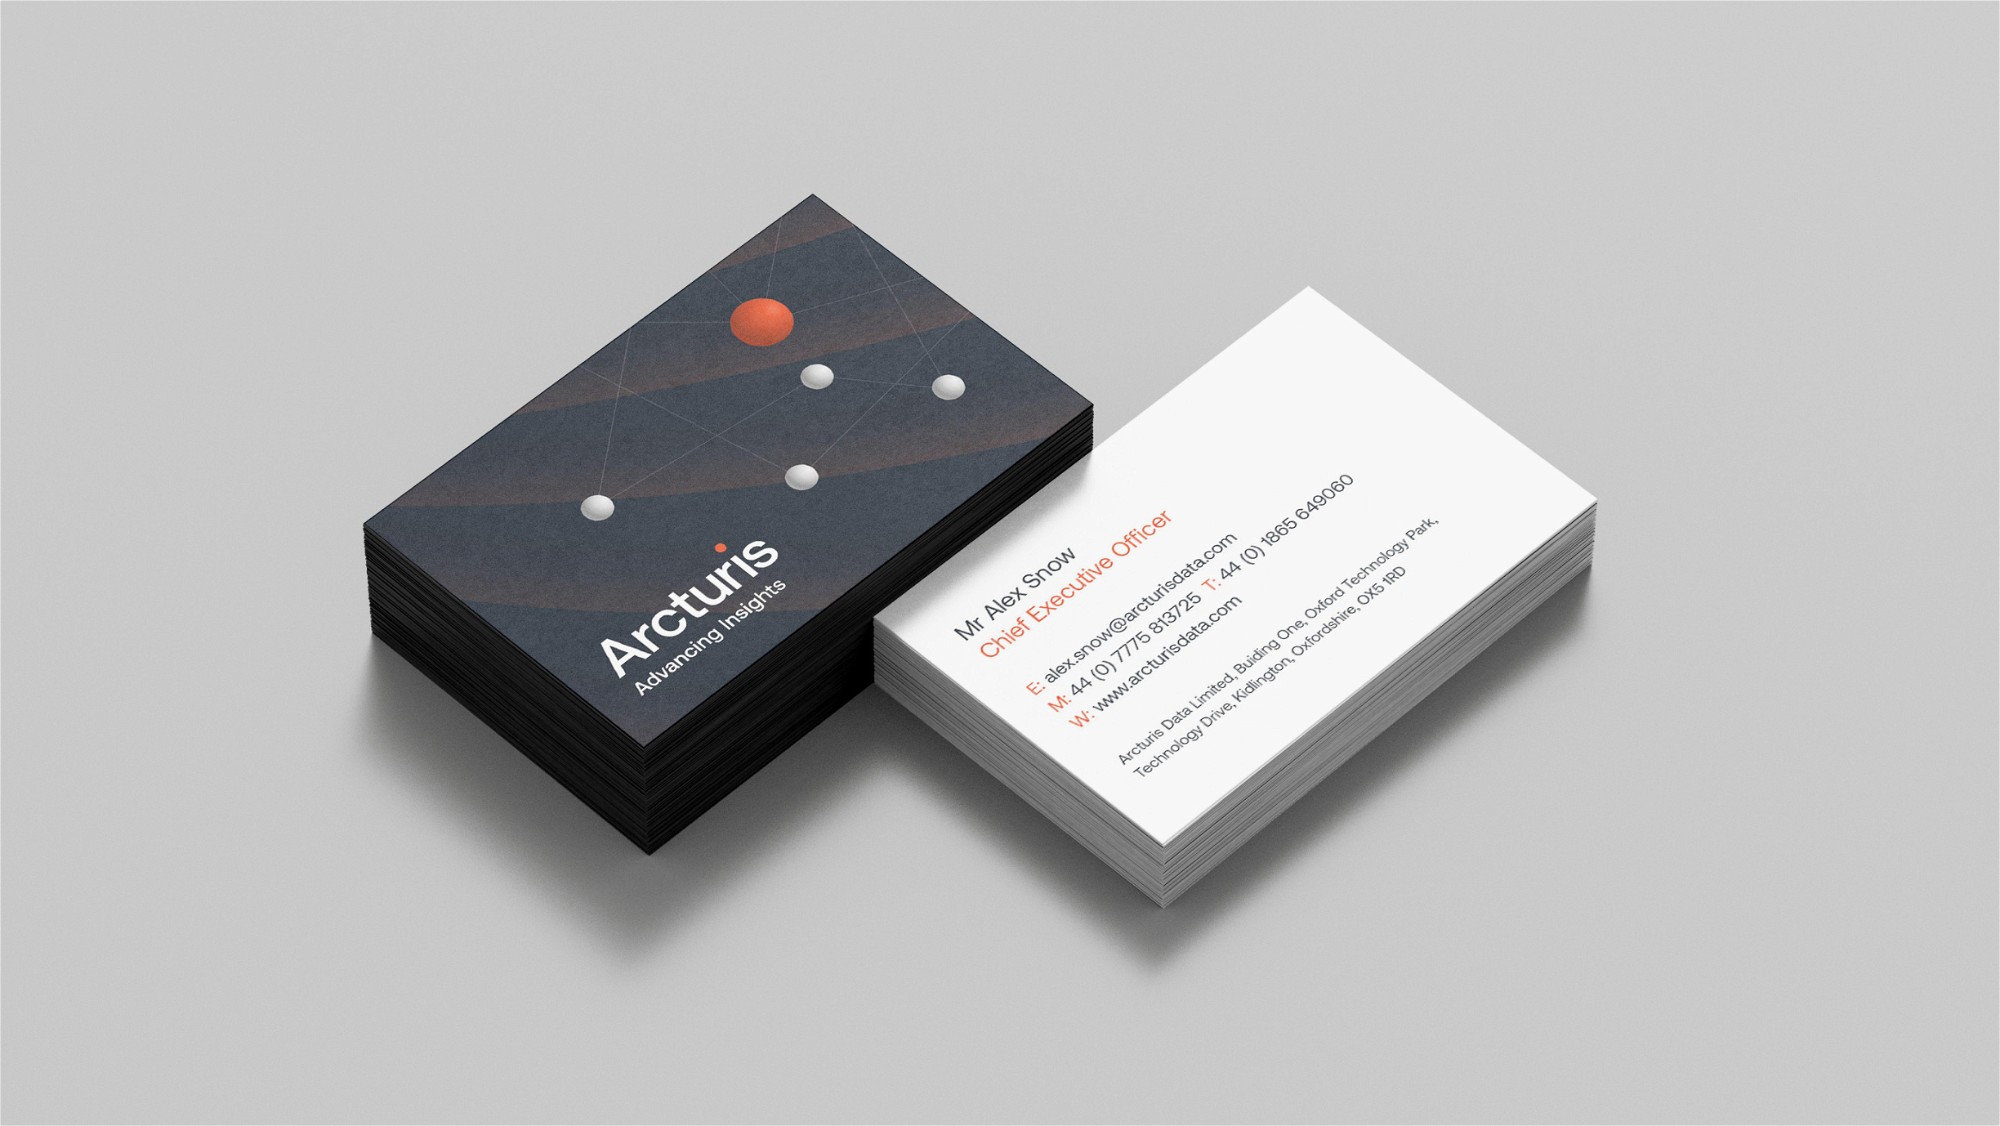 Arcturis
Advancing Insights
Mr Alex Snow
Chief Executive Officer
E: alex.snow@arcturisdata.com
M: 44 (0) 7775 813725 T: 44 (0) 1865 649060
W: www.arcturisdata.com
Arcturis Data Limited, Buiding One, Oxford Technology Park,
Technology Drive, Kidlington, Oxfordshire, OX5 1RD